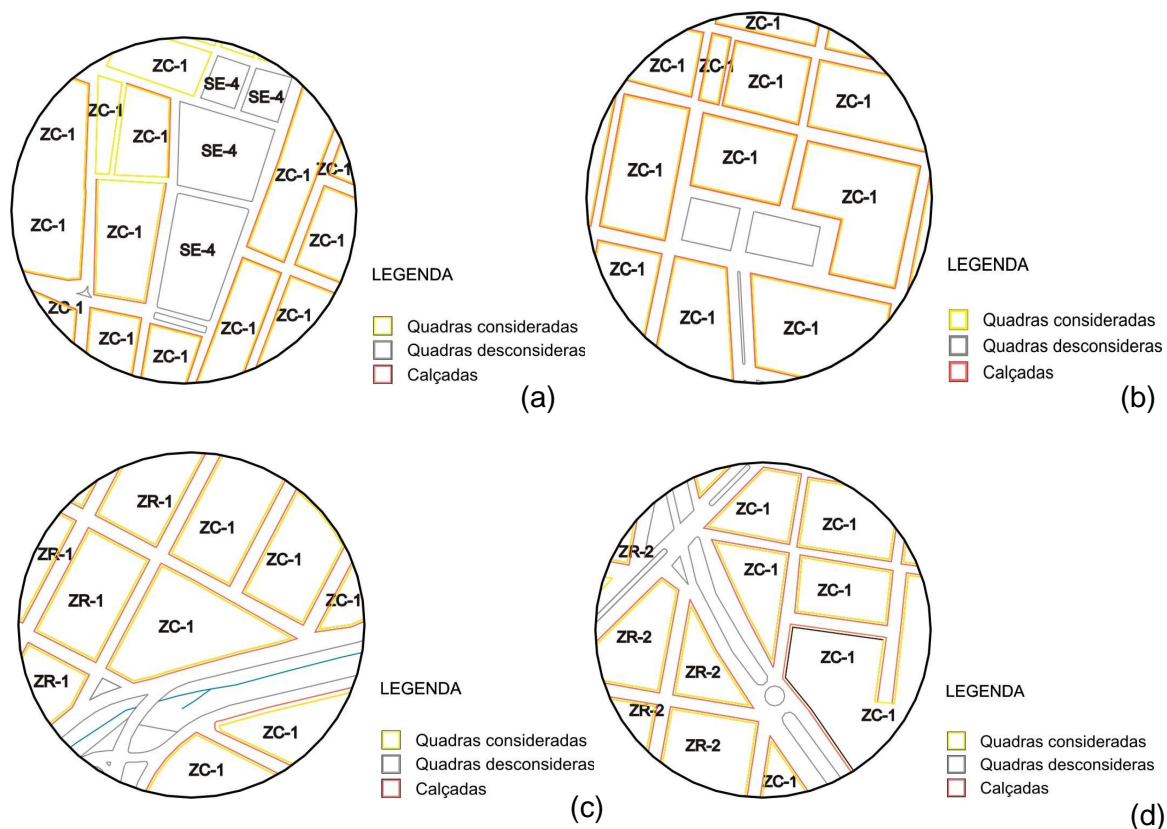 ZC-1
SE-4
SE-4
ZC-1
ZC-1
ZC-1
SE-4
ZC-1
ZC-1
ZC-1
ZC-1
SE-4
ZC-1
ZC-1
ZC-1
ZC-1
ZC-1
ZC-1
ZC-1
LEGENDA
Quadras consideradas
Quadras desconsideras
Calçadas
(a)
ZC-1
ZC-1
ZC-1
ZC-1
ZC-1
ZC-1
ZC-1
ZC-1
ZC-1
ZC-1
ZC-1
LEGENDA
Quadras consideradas
Quadras desconsideras
Calçadas
(b)
ZR-1
ZC-1
ZC-1
ZR-1
ZR-1
ZC-1
ZC-1
ZR-1
ZC-1
ZC-1
LEGENDA
Quadras consideradas
Quadras desconsideras
Calçadas
(c)
ZC-1
ZC-1
ZR-2
ZC-1
ZC-1
ZR-2
ZR-2
ZC-1
ZR-2
ZC-1
ZR-2
ZC-1
LEGENDA
Quadras consideradas
Quadras desconsideras
Calçadas
(d)